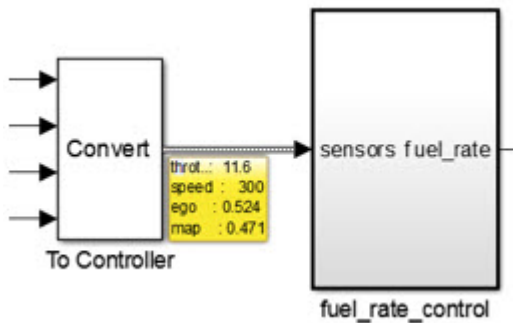 Convert
sensors fuel_rate
throt..: 11.6
speed : 300
ego : 0.524
map : 0.471
To Controller
fuel_rate_control